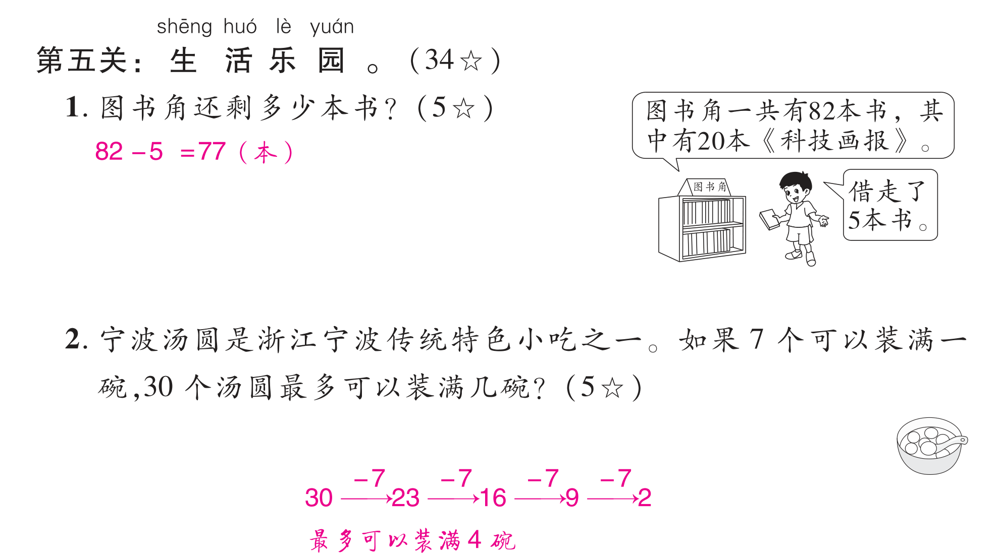 shēng huó lè yuán
第五关：生活乐园。（34☆）
1. 图书角还剩多少本书？（5☆）
82－5 =77（本）
图书角一共有82本书，其
中有20本《科技画报》。
图书角
借走了
5本书。
2. 宁波汤圆是浙江宁波传统特色小吃之一。如果 7 个可以装满一
碗,30 个汤圆最多可以装满几碗？（5☆）
－7 －7 －7 －7
30 → 23 → 16 → 9 → 2
最多可以装满 4 碗